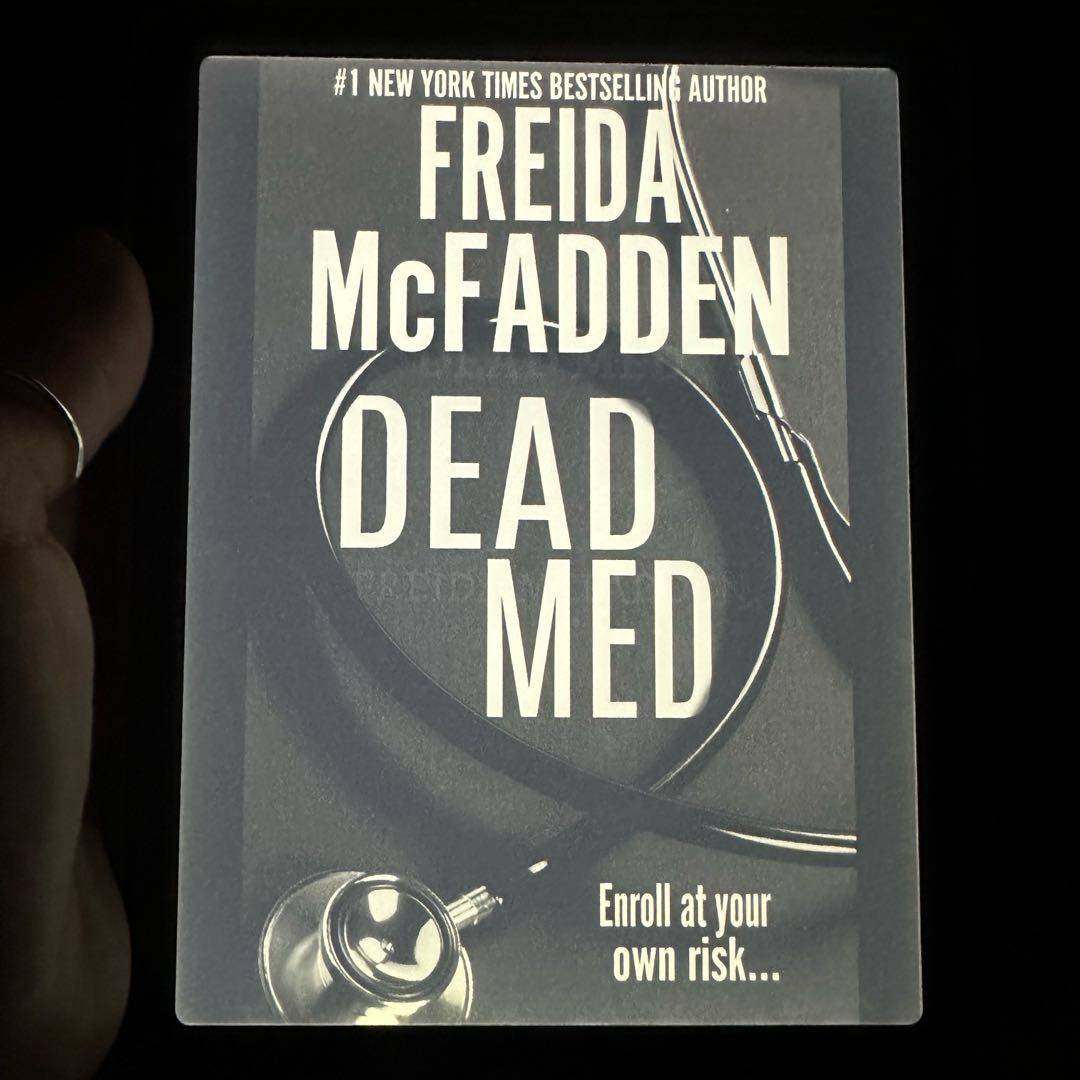 #1 NEW YORK TIMES BESTSELLING AUTHOR
FREIDA
McFADDEN
DEAD
MED
Enroll at your
own risk...